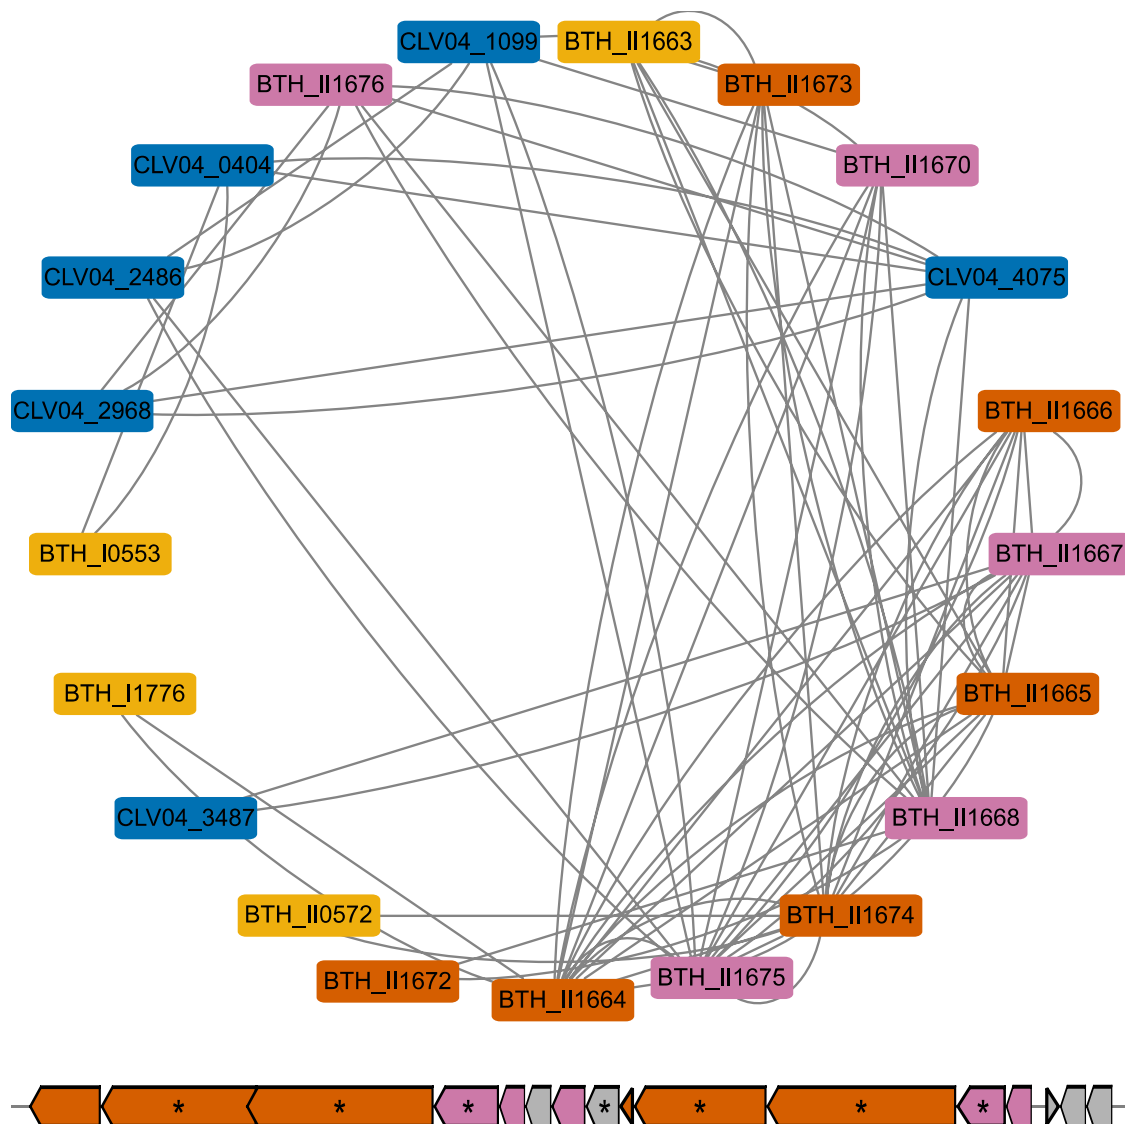 CLV04_1099
BTH_II1663
BTH_II1676
BTH_II1673
CLV04_0404
BTH_II1670
CLV04_2486
CLV04_4075
CLV04_2968
BTH_II1666
BTH_I0553
BTH_II1667
BTH_I1776
BTH_II1665
CLV04_3487
BTH_II1668
BTH_II0572
BTH_II1674
BTH_II1672
BTH_II1664
BTH_II1675
* * * * * * *